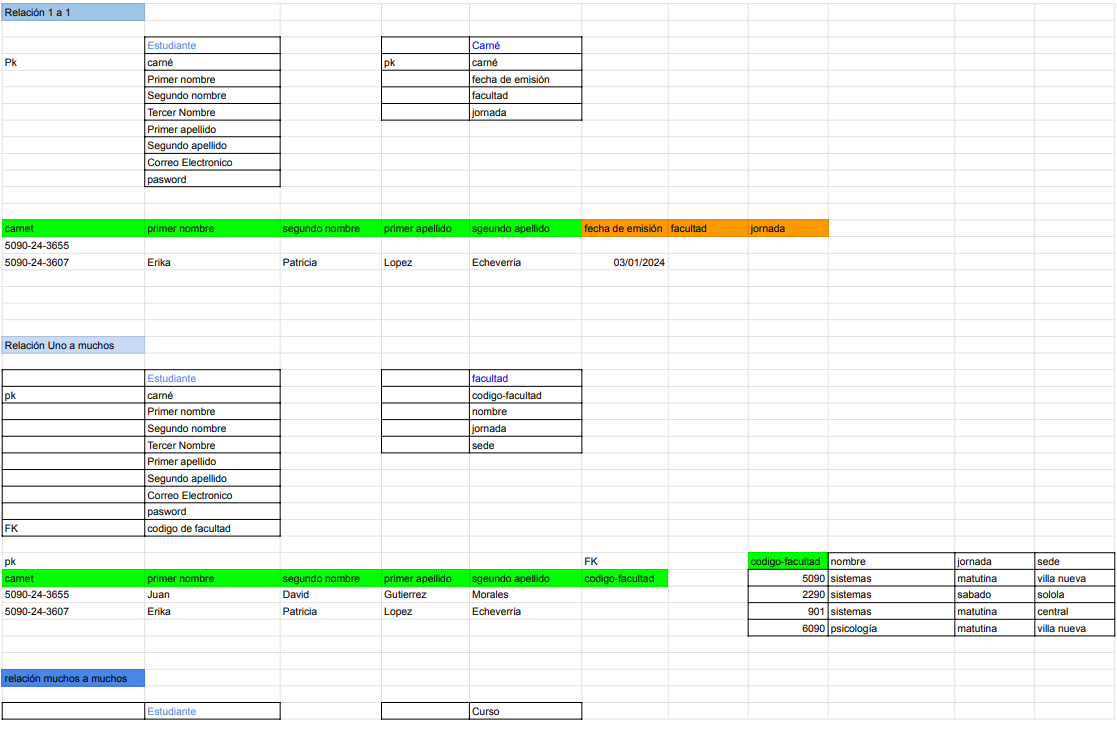 Relación 1 a 1
Estudiante Carné
Pk carné pk carné
Primer nombre fecha de emisión
Segundo nombre facultad
Tercer Nombre jornada
Primer apellido
Segundo apellido
Correo Electronico
pasword
carnet primer nombre segundo nombre primer apellido sgeundo apellido fecha de emisión facultad jornada
5090-24-3655
5090-24-3607 Erika Patricia Lopez Echeverria 03/01/2024
Relación Uno a muchos
Estudiante facultad
pk carné codigo-facultad
Primer nombre nombre
Segundo nombre jornada
Tercer Nombre sede
Primer apellido
Segundo apellido
Correo Electronico
pasword
FK codigo de facultad
pk FK codigo-facultad nombre jornada sede
carnet primer nombre segundo nombre primer apellido sgeundo apellido codigo-facultad 5090 sistemas matutina villa nueva
5090-24-3655 Juan David Gutierrez Morales 2290 sistemas sabado solola
5090-24-3607 Erika Patricia Lopez Echeverria 901 sistemas matutina central
6090 psicología matutina villa nueva
relación muchos a muchos
Estudiante Curso